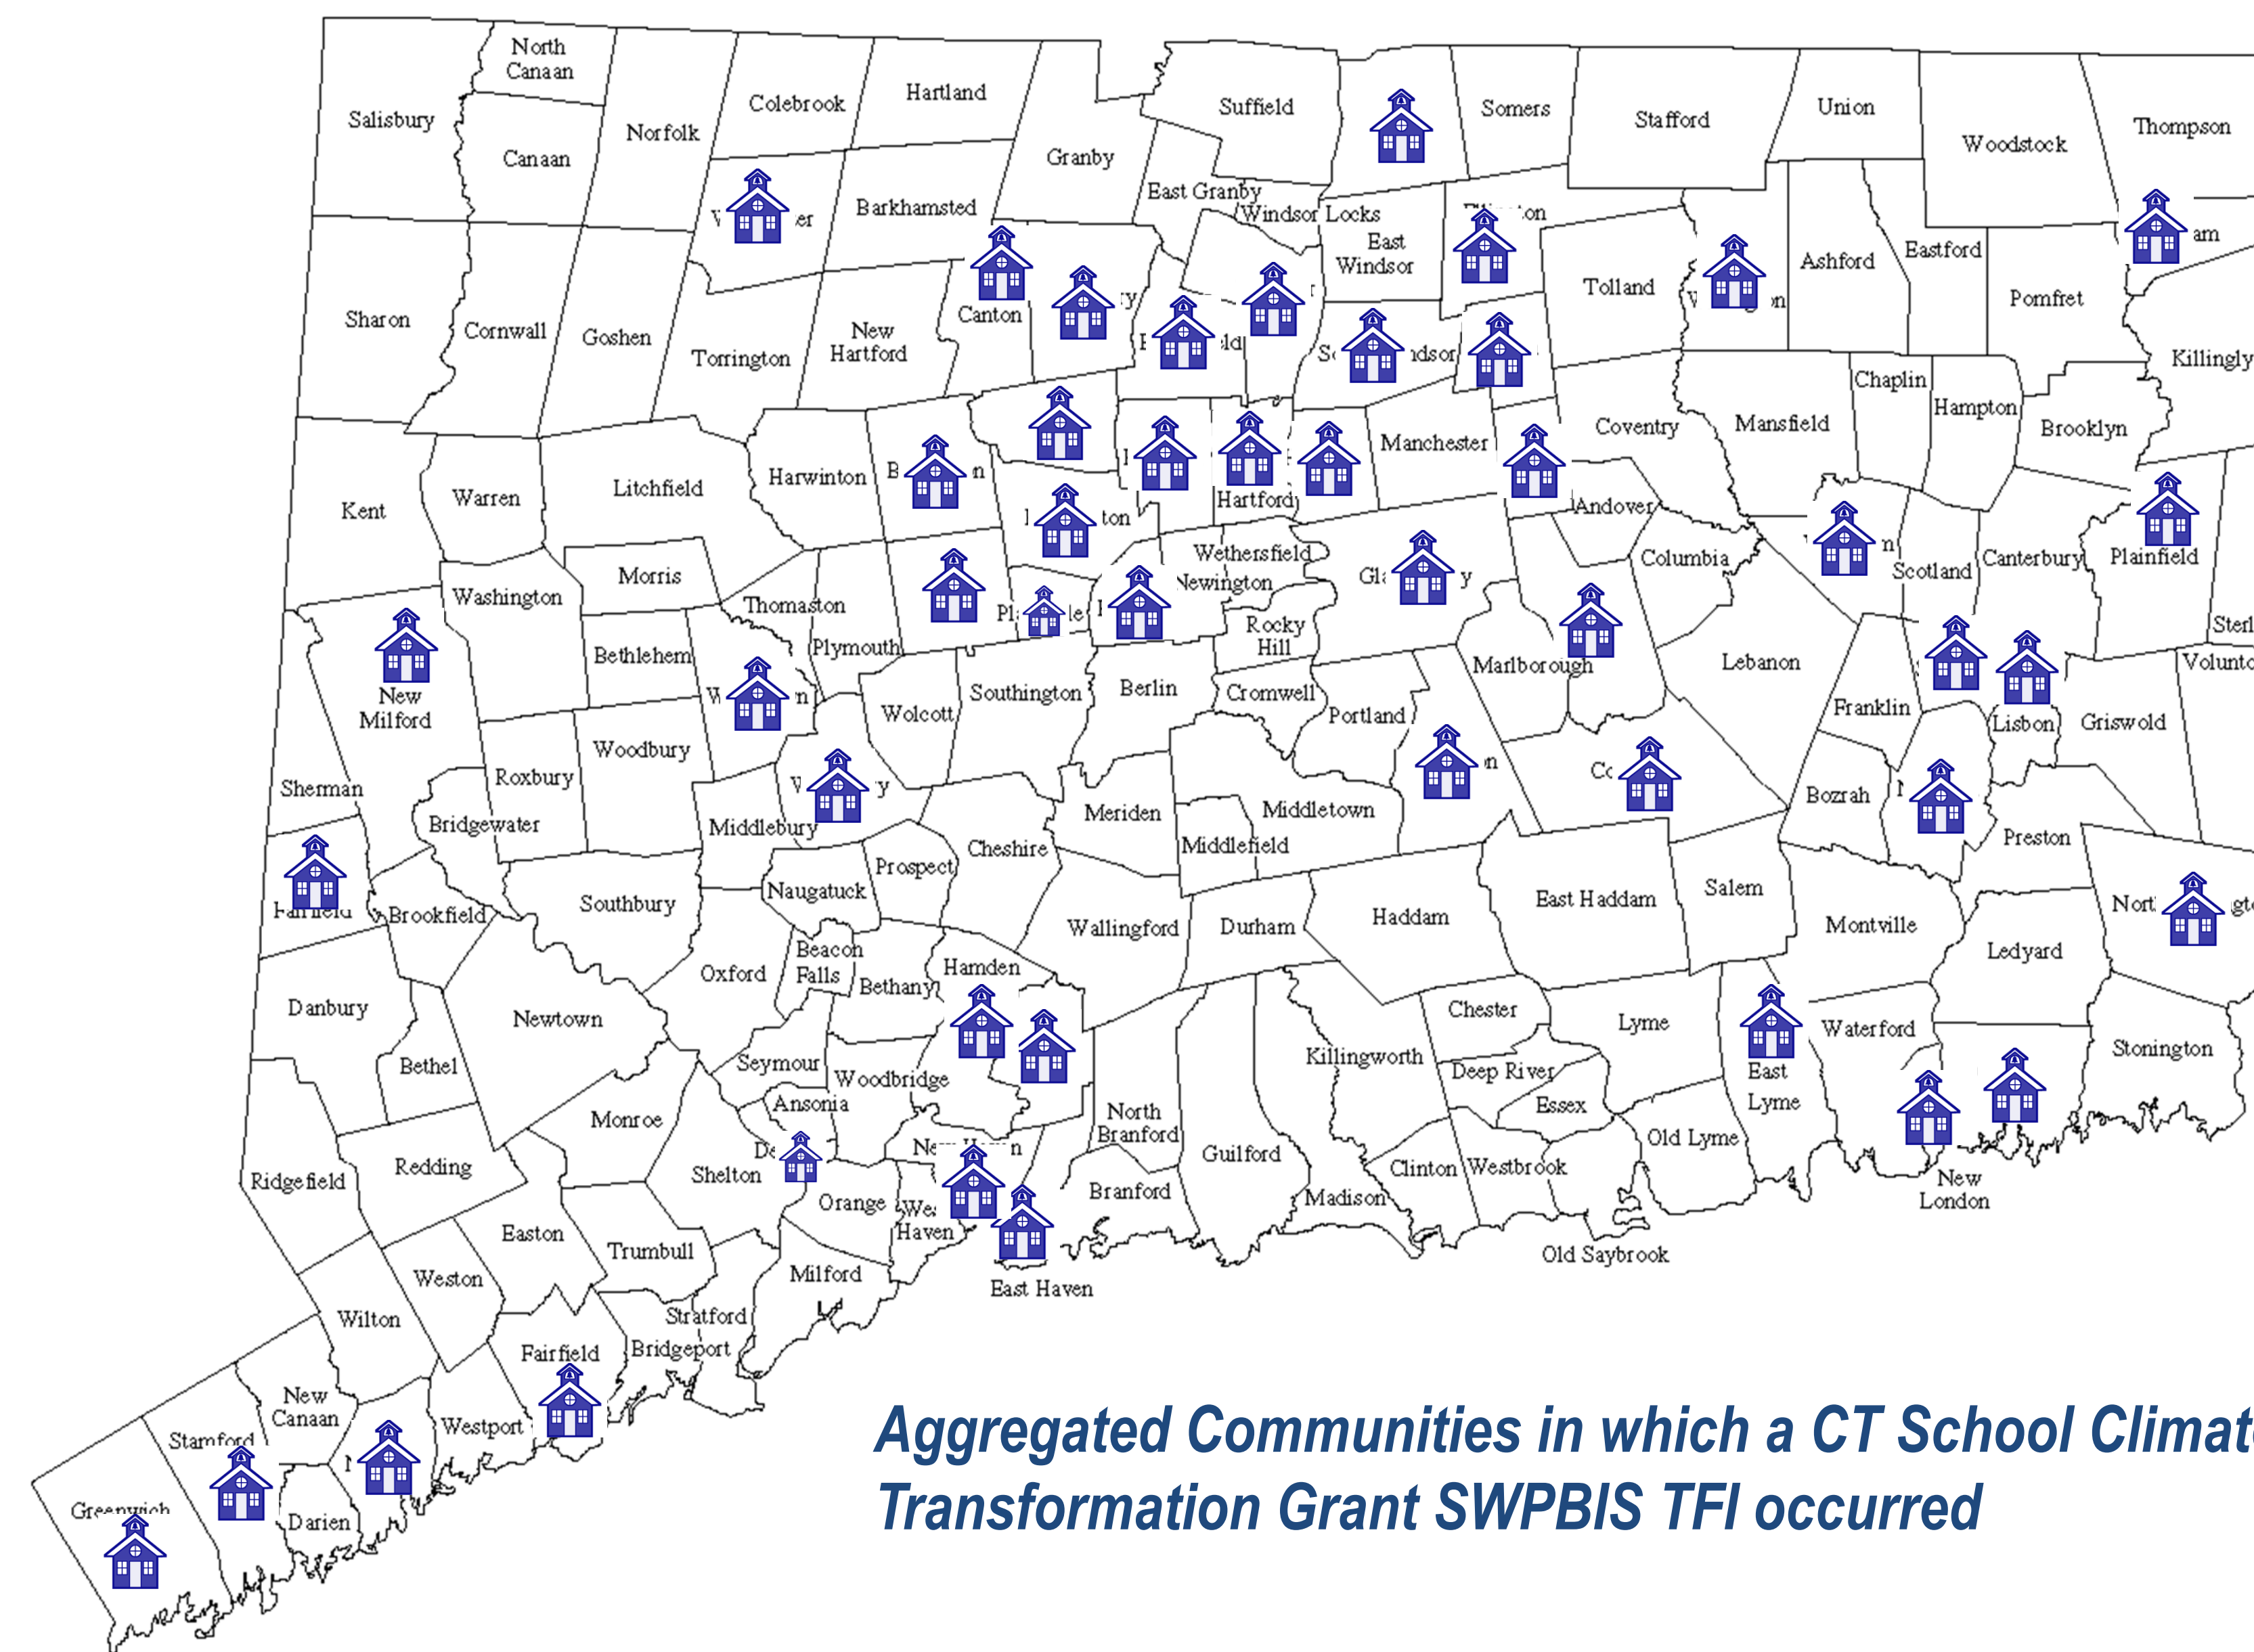 North
Canaan
Colebrook
Hartland
Suffield
Somers
Stafford
Union
Woodstock
Thompson
Salisbury
Canaan
Norfolk
Granby
East Granby
Windsor Locks
Barkhamsted
East
Windsor
Tolland
Ashford
Eastford
Pomfret
Sharon
Cornwall
Goshen
Torrington
New
Hartford
Canton
Killingly
Chaplin
Hampton
Brooklyn
Mansfield
Coventry
Manchester
Hartford
Andover
Kent
Warren
Litchfield
Harwinton
Wethersfield
Newington
Columbia
Scotland
Canterbury
Plainfield
Morris
Washington
Thomaston
Plymouth
Rocky
Hill
Bethlehem
Marlborough
Lebanon
New
Milford
Wolcott
Southington
Berlin
Cromwell
Portland
Franklin
Lisbon
Griswold
Woodbury
Roxbury
Sherman
Bridgewater
Middlebury
Meriden
Middletown
Middlefield
Bozrah
Preston
Cheshire
Prospect
Naugatuck
Southbury
Brookfield
Wallingford
Durham
Haddam
East Haddam
Salem
Montville
Ledyard
Danbury
Newtown
Oxford
Beacon
Falls
Bethany
Hamden
Chester
Lyme
Waterford
Stonington
Bethel
Seymour
Woodbridge
Killingworth
Deep River
Essex
East
Lyme
Ansonia
Monroe
North
Branford
Guilford
Old Lyme
Ridgefield
Redding
Shelton
Orange
Haven
Branford
Madison
Clinton
Westbrook
New
London
Easton
Trumbull
Milford
East Haven
Old Saybrook
Weston
Wilton
Stratford
Bridgeport
Fairfield
New
Canaan
Westport
Stamford
Darien
Greenwich
Aggregated Communities in which a CT School Climate
Transformation Grant SWPBIS TFI occurred